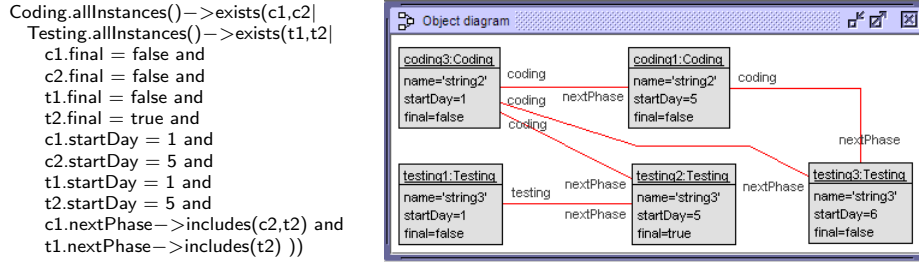 Coding.allInstances()−>exists(c1,c2|
Testing.allInstances()−>exists(t1,t2|
c1.final = false and
c2.final = false and
t1.final = false and
t2.final = true and
c1.startDay = 1 and
c2.startDay = 5 and
t1.startDay = 1 and
t2.startDay = 5 and
c1.nextPhase−>includes(c2,t2) and
t1.nextPhase−>includes(t2) ))
Object diagram
coding3:Coding
name='string2'
startDay=1
final=false
coding
nextPhase
coding
coding
coding1:Coding
name='string2'
startDay=5
final=false
coding
nextPhase
testing1:Testing
name='string3'
startDay=1
final=false
testing
nextPhase
nextPhase
testing2:Testing
name='string3'
startDay=5
final=true
nextPhase
testing3:Testing
name='string3'
startDay=6
final=false